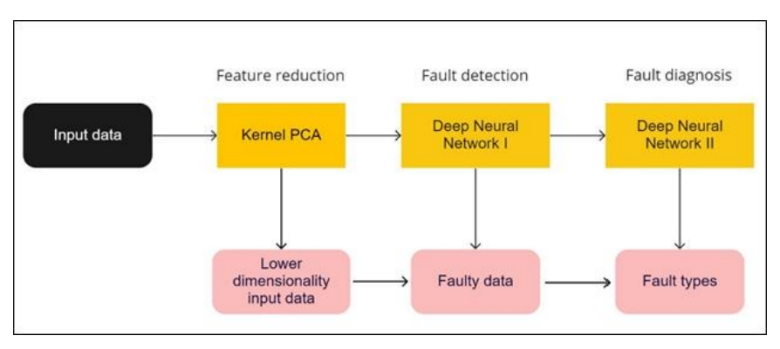 Feature reduction
Fault detection
Fault diagnosis
Input data
Kernel PCA
Deep Neural
Network I
Deep Neural
Network II
Lower
dimensionality
input data
Faulty data
Fault types